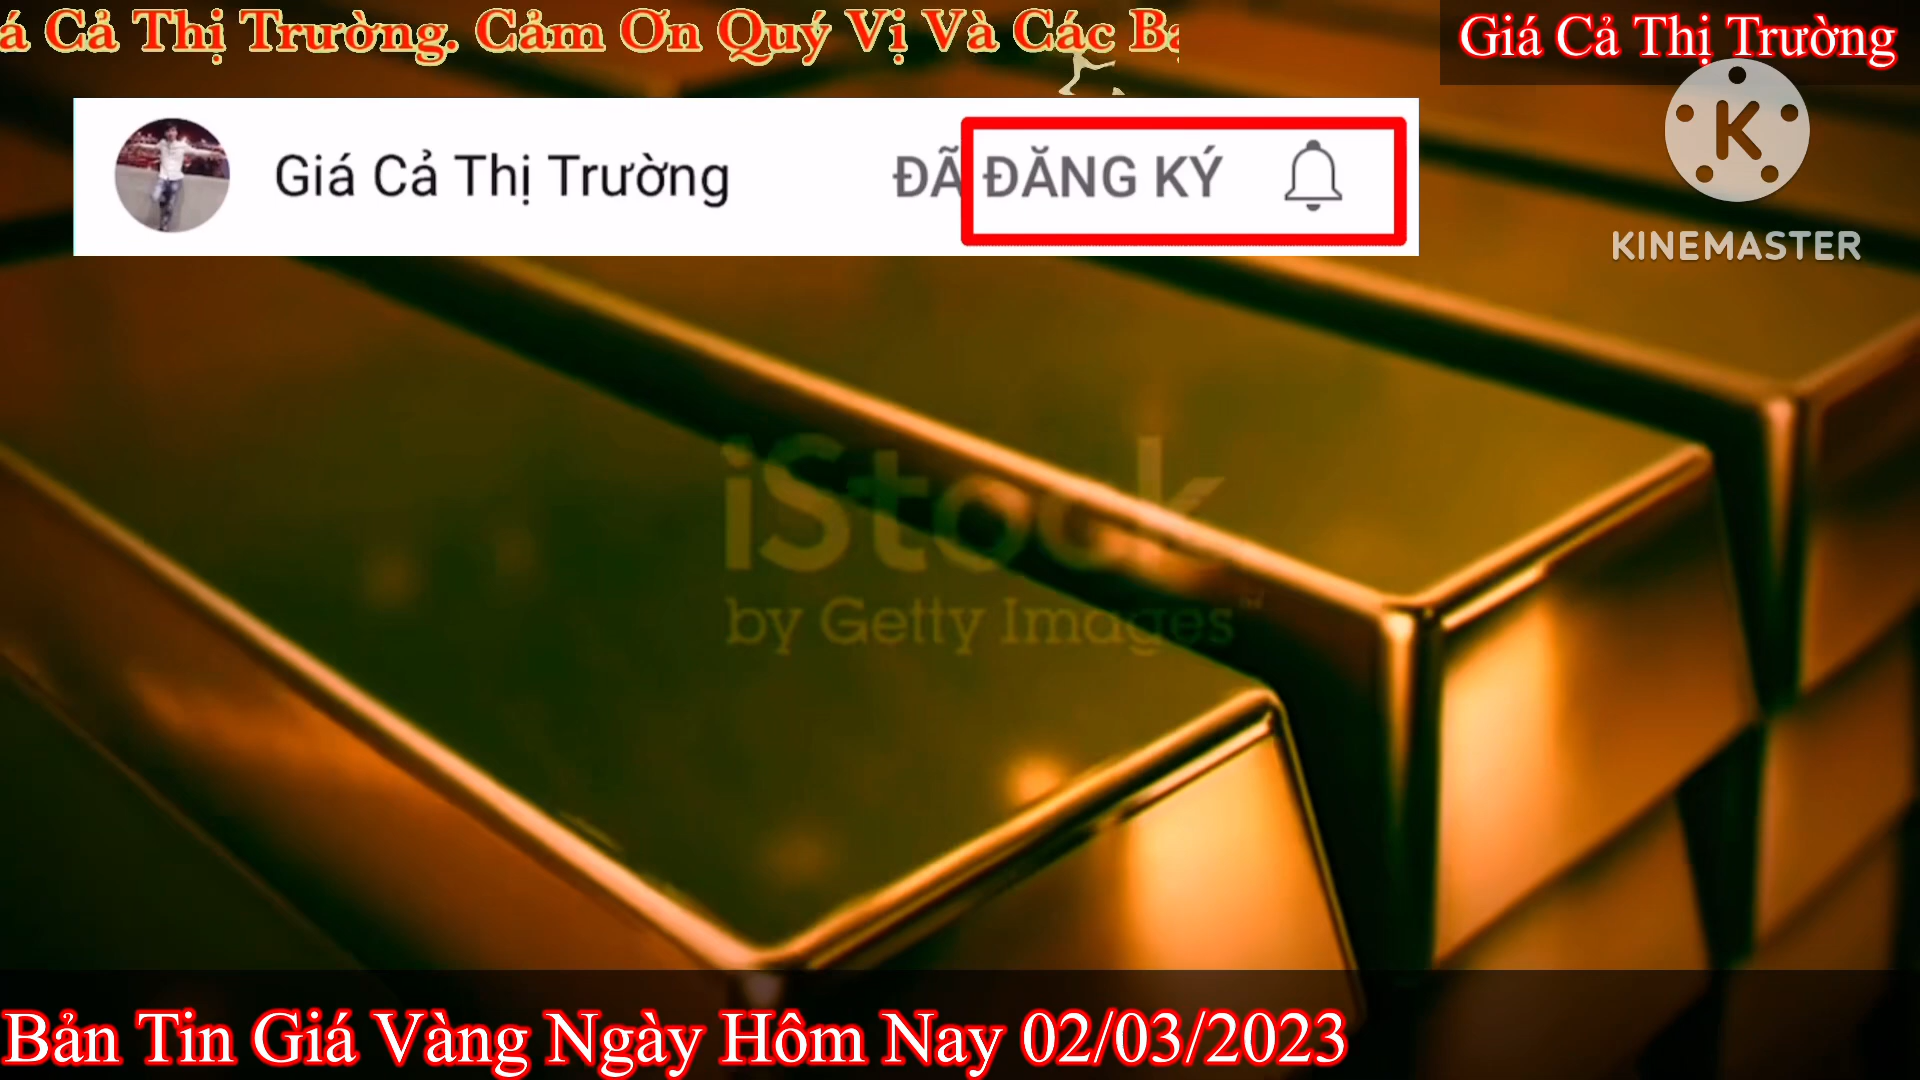 á Cả Thị Trường. Cảm Ơn Quý Vị Và Các
Giá Cả Thị Trường
Giá Cả Thị Trường ĐÃ ĐĂNG KÝ
K
KINEMASTER
iStock
by Getty Images™
Bản Tin Giá Vàng Ngày Hôm Nay 02/03/2023